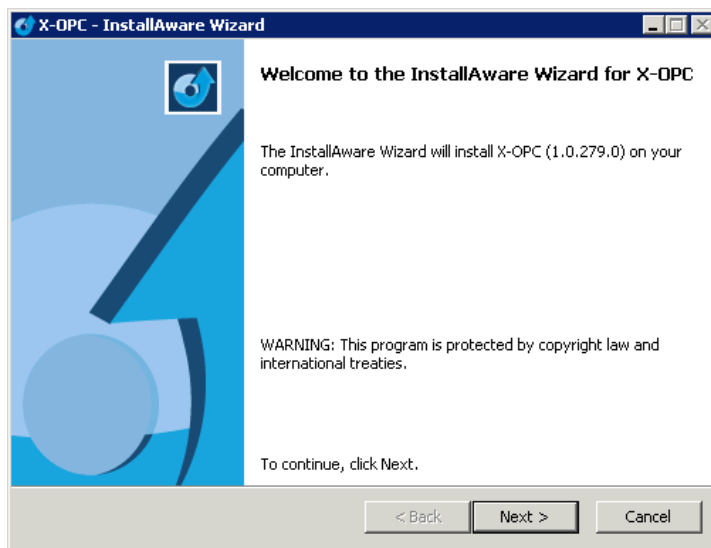 X-OPC - InstallAware Wizard
Welcome to the InstallAware Wizard for X-OPC
The InstallAware Wizard will install X-OPC (1.0.279.0) on your
computer.
WARNING: This program is protected by copyright law and
international treaties.
To continue, click Next.
< Back
Next >
Cancel